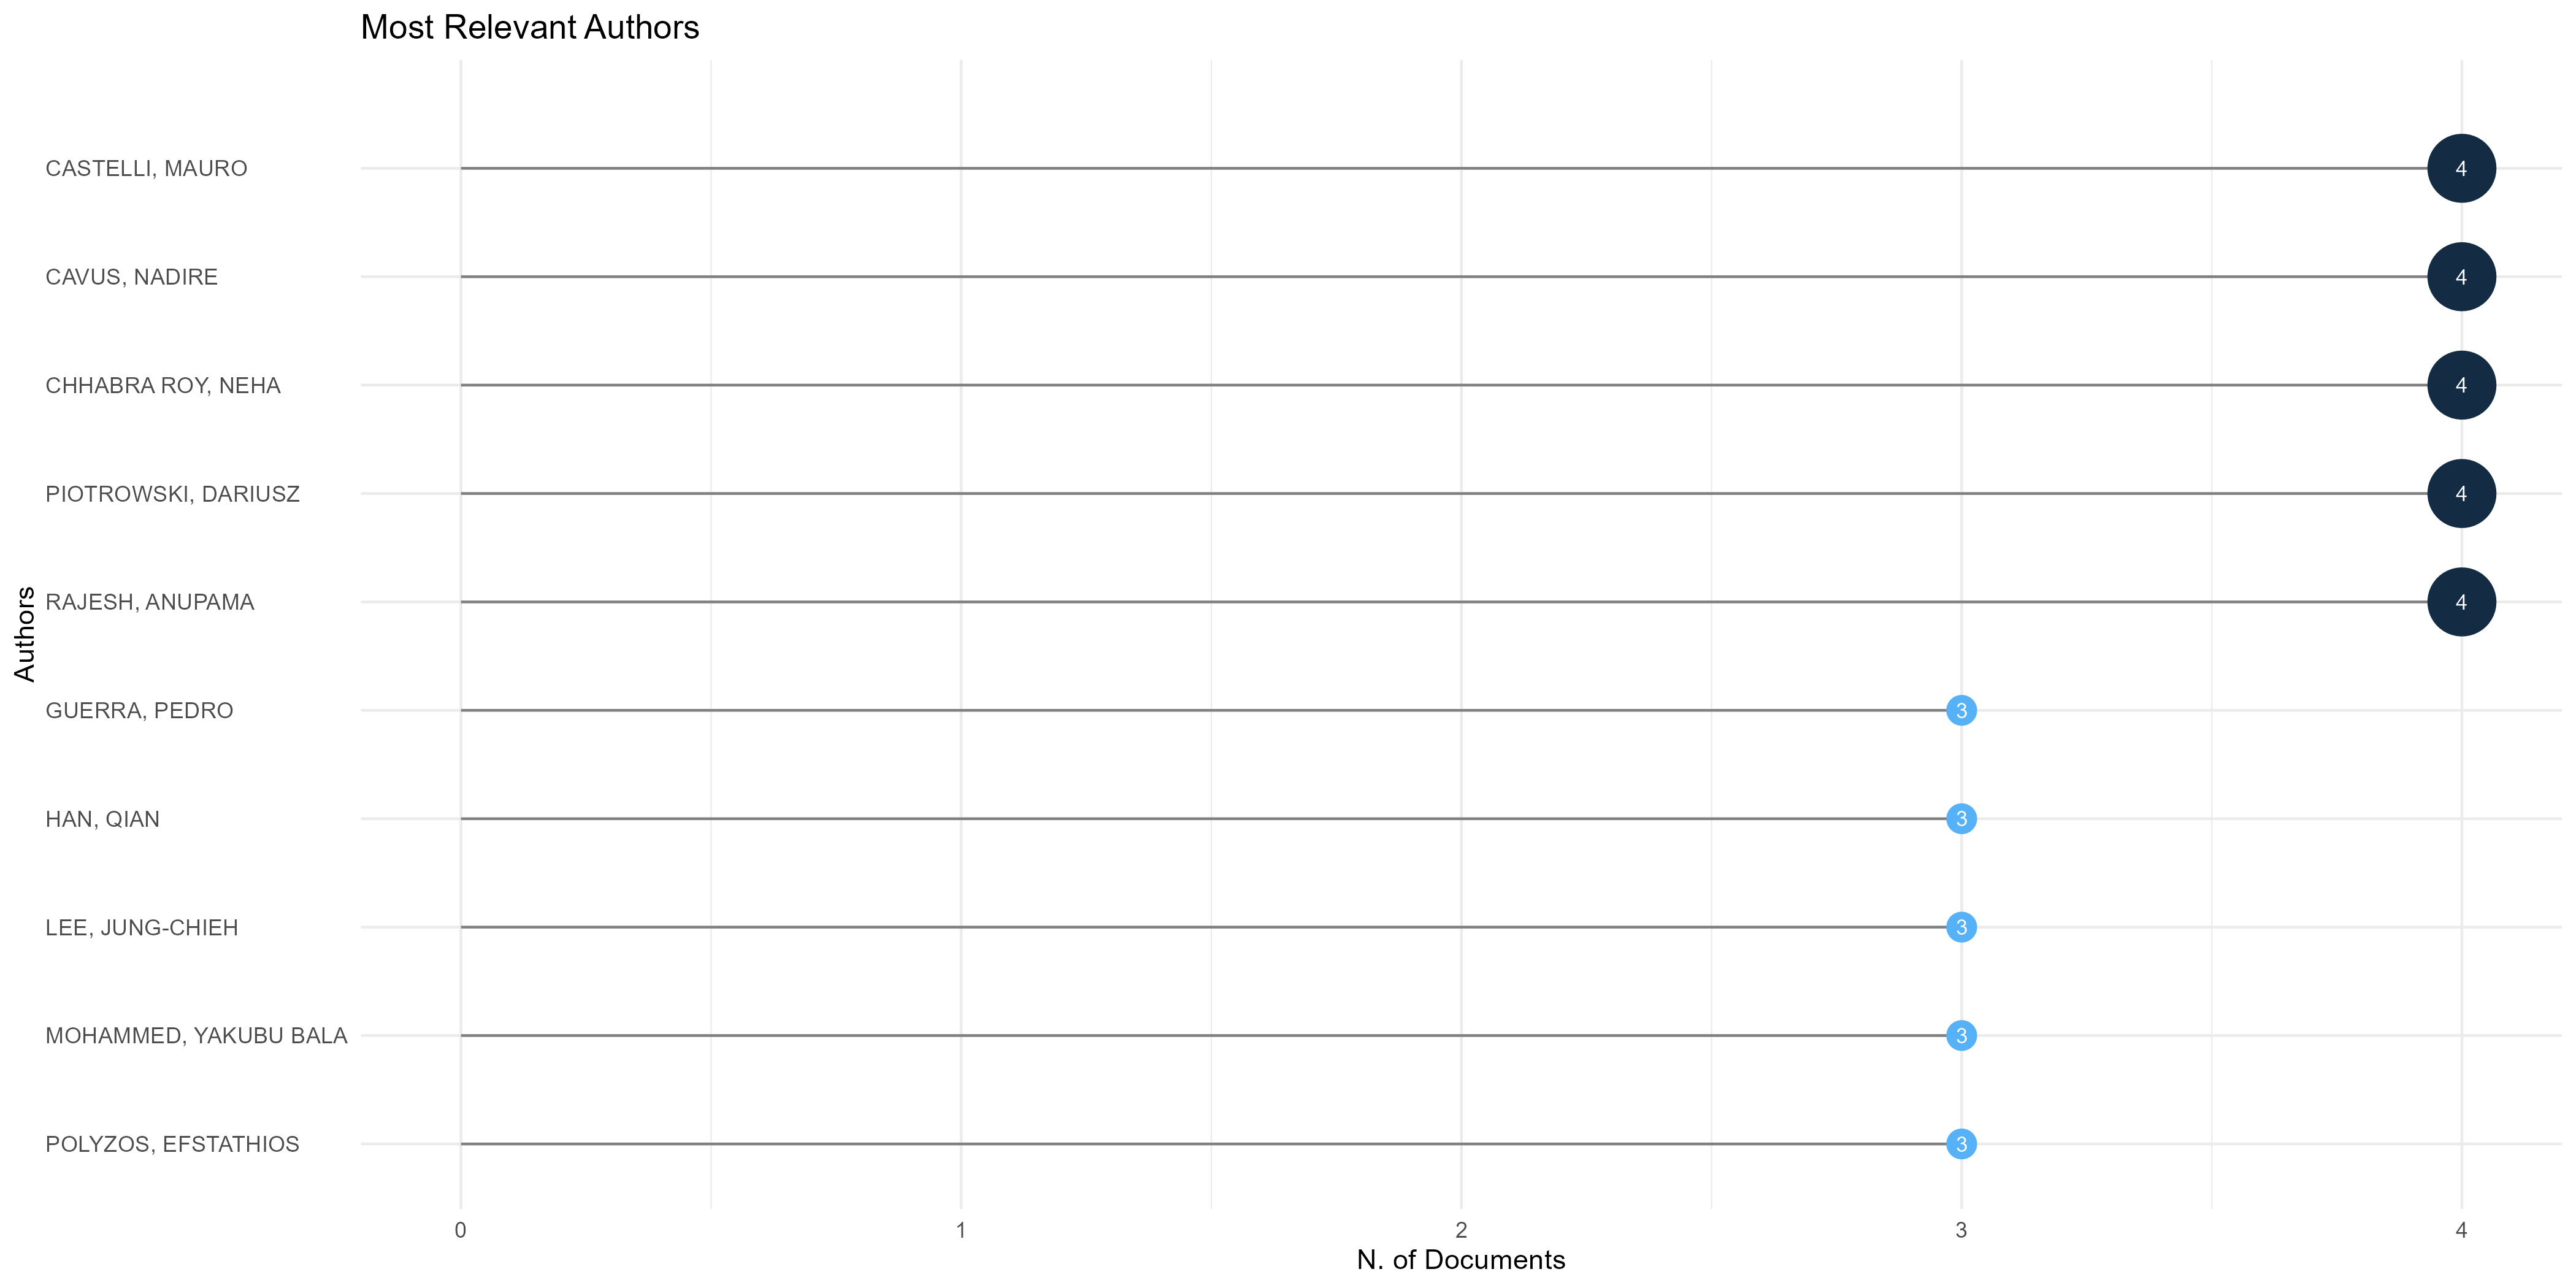 Most Relevant Authors
Authors
CASTELLI, MAURO 4
CAVUS, NADIRE 4
CHHABRA ROY, NEHA 4
PIOTROWSKI, DARIUSZ 4
RAJESH, ANUPAMA 4
GUERRA, PEDRO 3
HAN, QIAN 3
LEE, JUNG-CHIEH 3
MOHAMMED, YAKUBU BALA 3
POLYZOS, EFSTATHIOS 3
0 1 2 3 4
N. of Documents